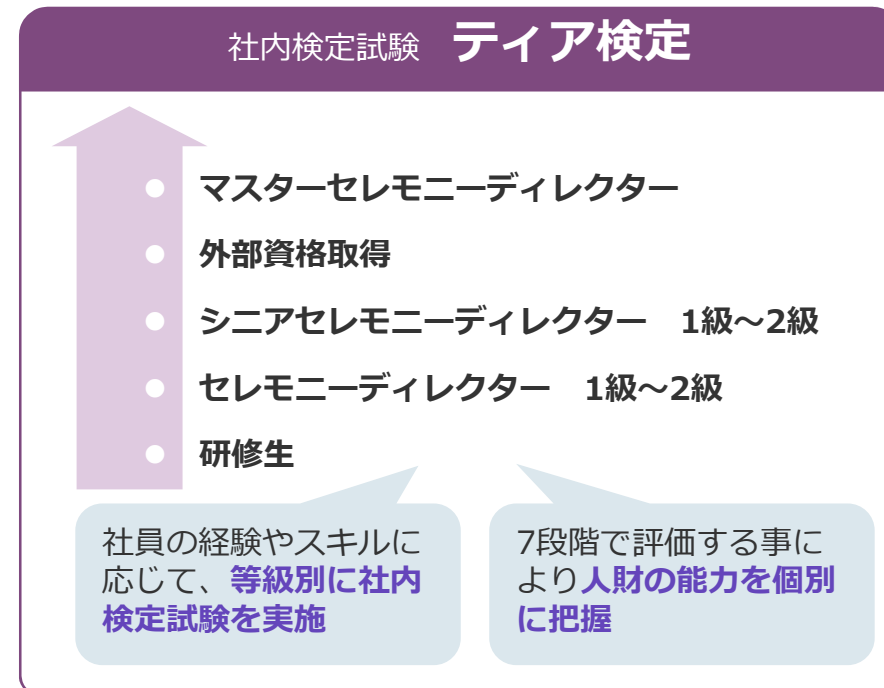 社内検定試験 ティア検定
マスターセレモニーディレクター
外部資格取得
シニアセレモニーディレクター 1級～2級
セレモニーディレクター 1級～2級
研修生
社員の経験やスキルに
応じて、等級別に社内
検定試験を実施
7段階で評価する事に
より人財の能力を個別
に把握